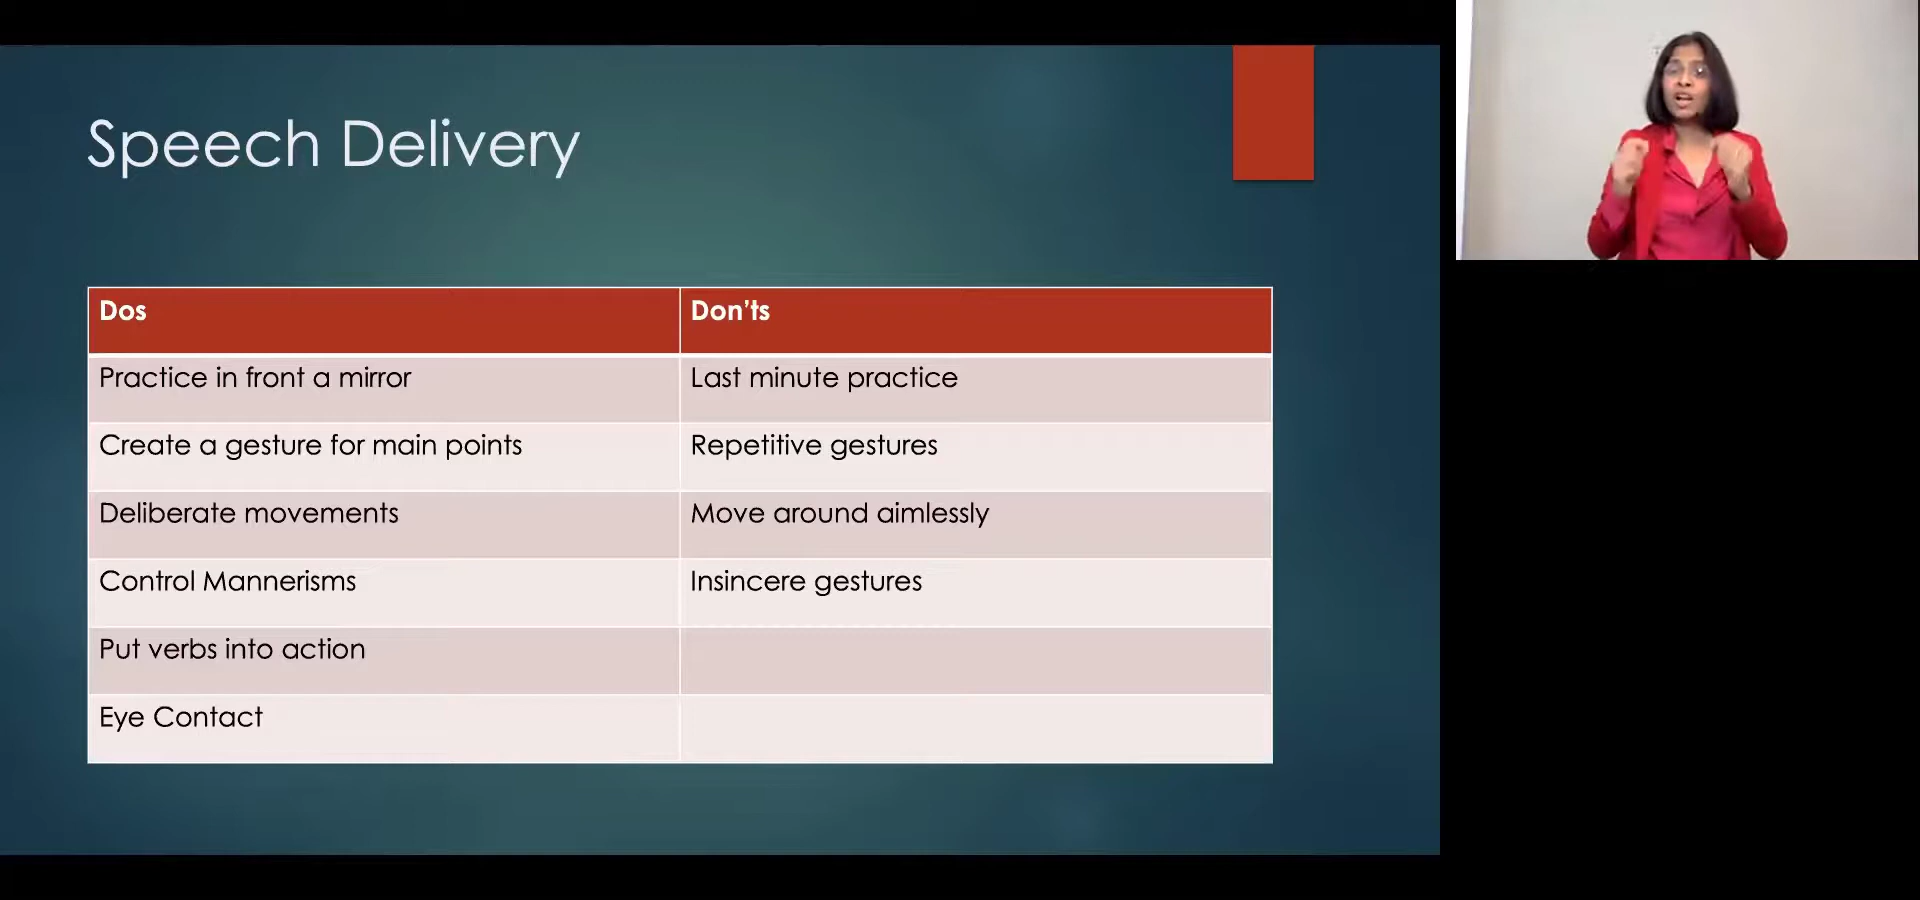 Speech Delivery
Dos
Don'ts
Practice in front a mirror
Last minute practice
Create a gesture for main points
Repetitive gestures
Deliberate movements
Move around aimlessly
Control Mannerisms
Insincere gestures
Put verbs into action
Eye Contact